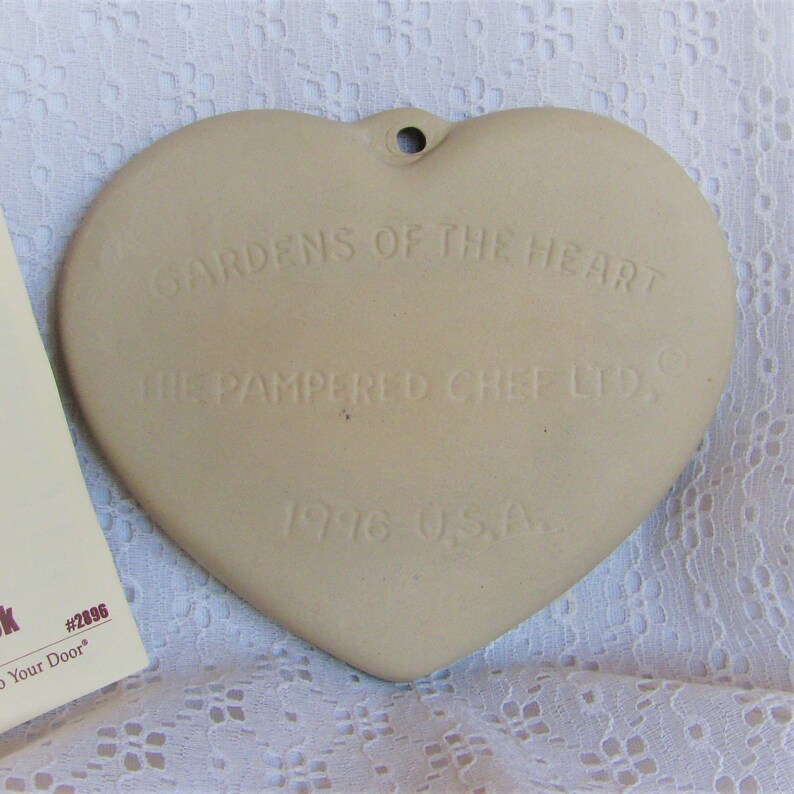 GARDENS OF THE HEART
THE PAMPERED CHEF LTD.®
1996 U.S.A.
#2896
o Your Door®